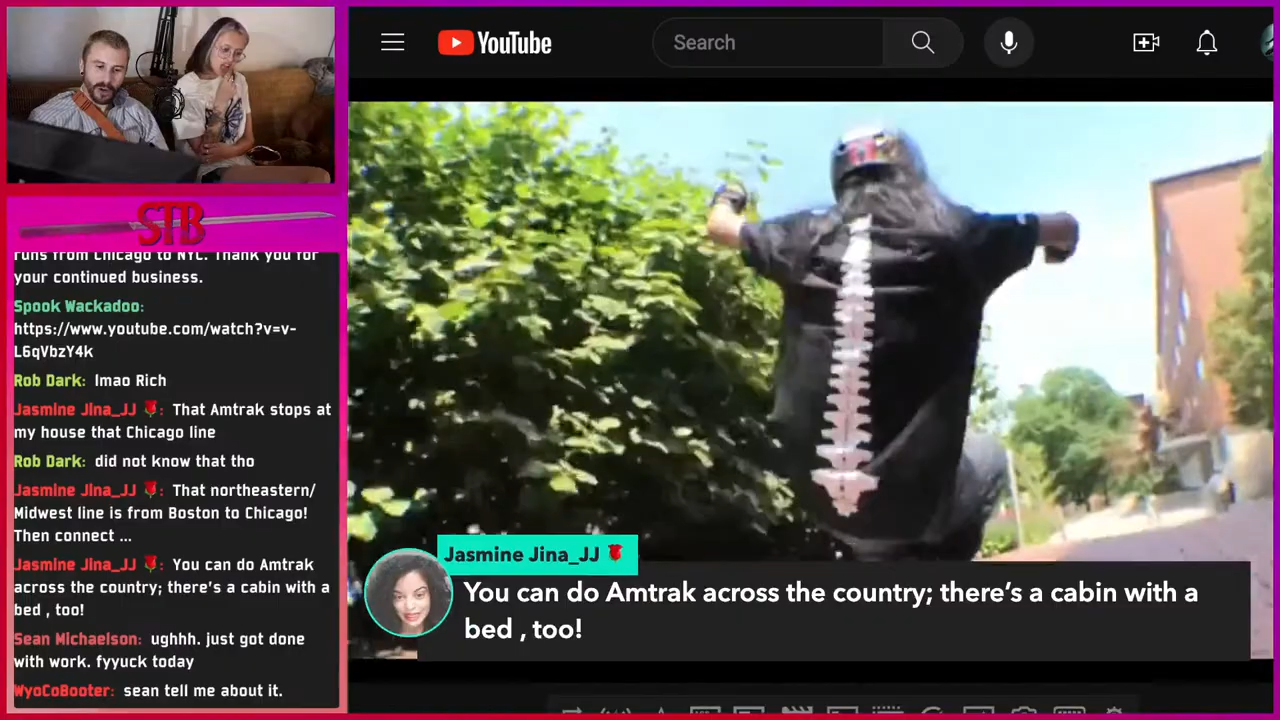 YouTube
Search
STB
runs from Chicago to NYC. Thank you for
your continued business.
Spook Wackadoo:
https://www.youtube.com/watch?v=v-
L6qVbzY4k
Rob Dark: lmao Rich
Jasmine Jina_JJ 🌹: That Amtrak stops at
my house that Chicago line
Rob Dark: did not know that tho
Jasmine Jina_JJ 🌹: That northeastern/
Midwest line is from Boston to Chicago!
Then connect ...
Jasmine Jina_JJ 🌹: You can do Amtrak
across the country; there's a cabin with a
bed , too!
Sean Michaelson: ughhh. just got done
with work. fyyuck today
WyoCoBooter: sean tell me about it.
Jasmine Jina_JJ 🌹
You can do Amtrak across the country; there's a cabin with a
bed , too!